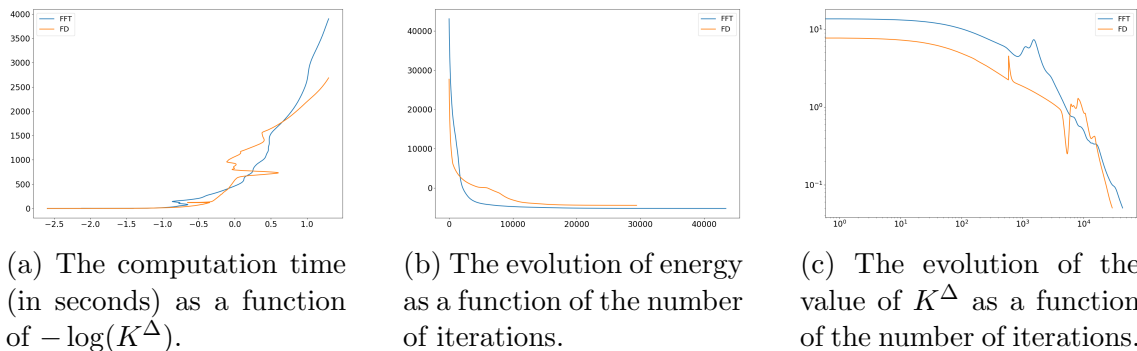 4000
3500
3000
2500
2000
1500
1000
500
0
-2.5 -2.0 -1.5 -1.0 -0.5 0.0 0.5 1.0
FFT
FD
40000
30000
20000
10000
0
0 10000 20000 30000 40000
FFT
FD
10¹
10⁰
10⁻¹
10⁰ 10¹ 10² 10³ 10⁴
FFT
FD
(a) The computation time
(in seconds) as a function
of − log(K^Δ).
(b) The evolution of energy
as a function of the number
of iterations.
(c) The evolution of the
value of K^Δ as a function
of the number of iterations.